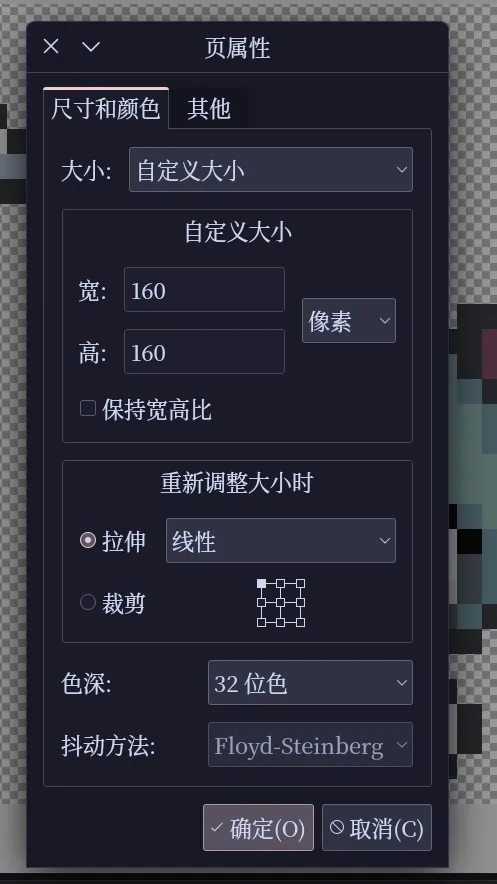 页属性
尺寸和颜色 其他
大小: 自定义大小
自定义大小
宽: 160
像素
高: 160
保持宽高比
重新调整大小时
拉伸 线性
裁剪
色深: 32 位色
抖动方法: Floyd-Steinberg
确定(O) 取消(C)